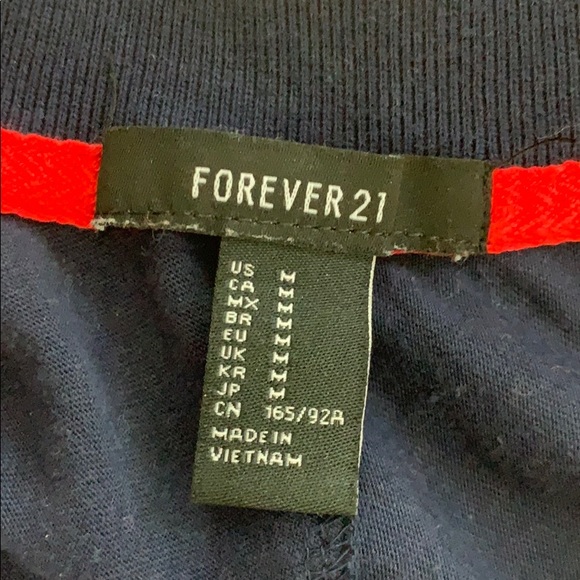 FOREVER 21
US M
CA M
MX M
BR M
EU M
UK M
KR M
JP M
CN 165/92A
MADE IN
VIETNAM